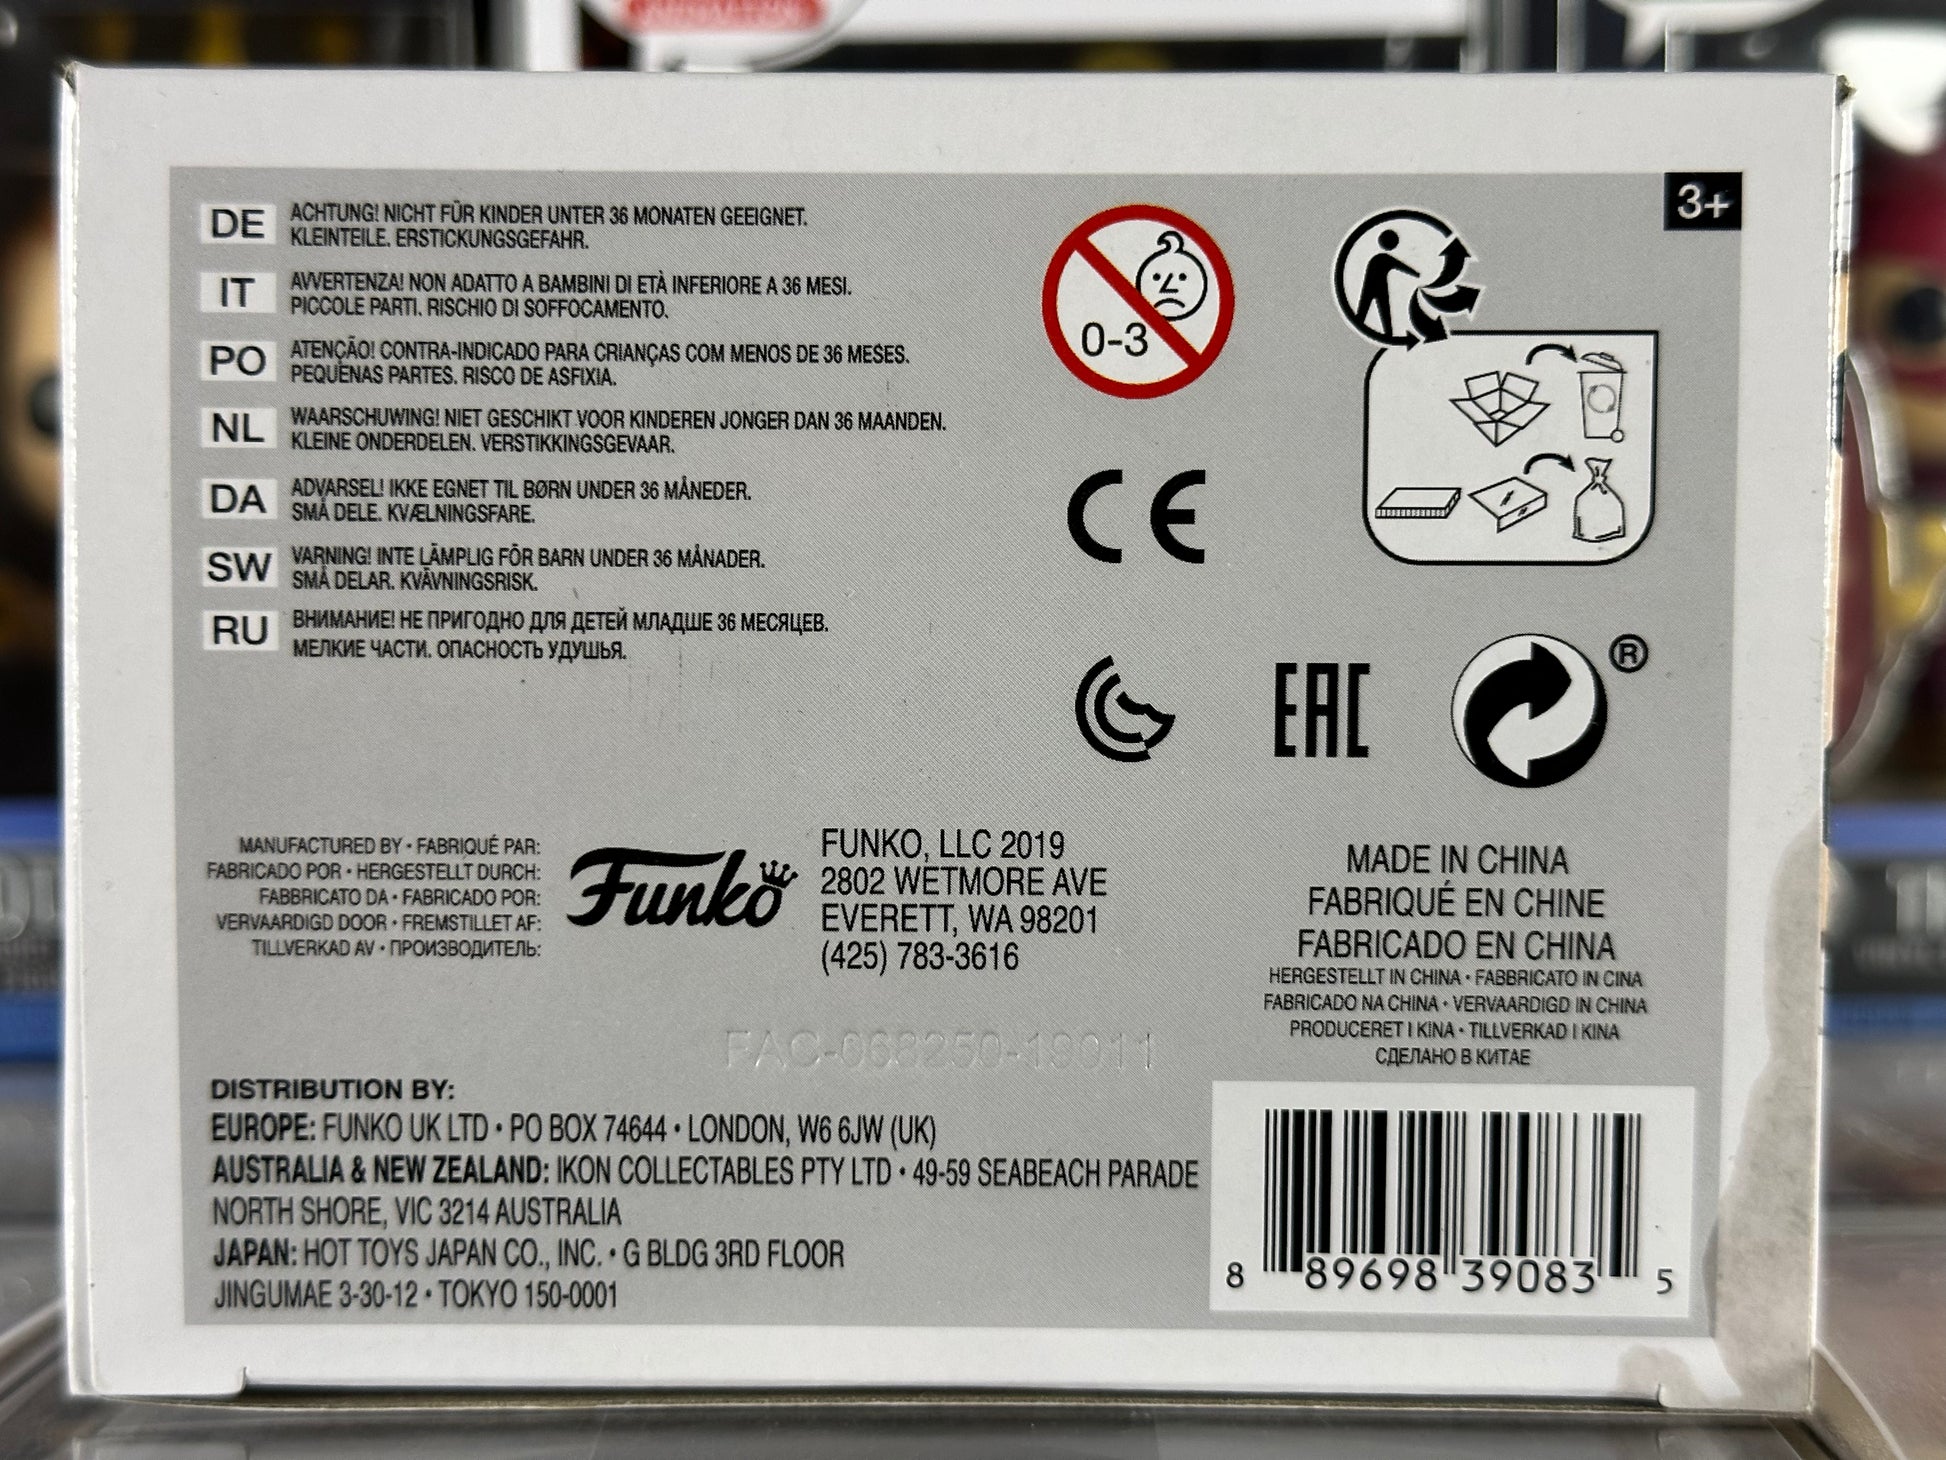 3+
DE ACHTUNG! NICHT FÜR KINDER UNTER 36 MONATEN GEEIGNET.
KLEINTEILE. ERSTICKUNGSGEFAHR.
IT AVVERTENZA! NON ADATTO A BAMBINI DI ETÀ INFERIORE A 36 MESI.
PICCOLE PARTI. RISCHIO DI SOFFOCAMENTO.
PO ATENÇÃO! CONTRA-INDICADO PARA CRIANÇAS COM MENOS DE 36 MESES.
PEQUENAS PARTES. RISCO DE ASFIXIA.
NL WAARSCHUWING! NIET GESCHIKT VOOR KINDEREN JONGER DAN 36 MAANDEN.
KLEINE ONDERDELEN. VERSTIKKINGSGEVAAR.
DA ADVARSEL! IKKE EGNET TIL BØRN UNDER 36 MÅNEDER.
SMÅ DELE. KVÆLNINGSFARE.
SW VARNING! INTE LÄMPLIG FÖR BARN UNDER 36 MÅNADER.
SMÅ DELAR. KVÄVNINGSRISK.
RU ВНИМАНИЕ! НЕ ПРИГОДНО ДЛЯ ДЕТЕЙ МЛАДШЕ 36 МЕСЯЦЕВ.
МЕЛКИЕ ЧАСТИ. ОПАСНОСТЬ УДУШЬЯ.
0-3
CE
EAC
®
MANUFACTURED BY • FABRIQUÉ PAR:
FABRICADO POR • HERGESTELLT DURCH:
FABBRICATO DA • FABRICADO POR:
VERVAARDIGD DOOR • FREMSTILLET AF:
TILLVERKAD AV • ПРОИЗВОДИТЕЛЬ:
Funko
FUNKO, LLC 2019
2802 WETMORE AVE
EVERETT, WA 98201
(425) 783-3616
MADE IN CHINA
FABRIQUÉ EN CHINE
FABRICADO EN CHINA
HERGESTELLT IN CHINA • FABBRICATO IN CINA
FABRICADO NA CHINA • VERVAARDIGD IN CHINA
PRODUCERET I KINA • TILLVERKAD I KINA
СДЕЛАНО В КИТАЕ
FAC-068250-19011
DISTRIBUTION BY:
EUROPE: FUNKO UK LTD • PO BOX 74644 • LONDON, W6 6JW (UK)
AUSTRALIA & NEW ZEALAND: IKON COLLECTABLES PTY LTD • 49-59 SEABEACH PARADE
NORTH SHORE, VIC 3214 AUSTRALIA
JAPAN: HOT TOYS JAPAN CO., INC. • G BLDG 3RD FLOOR
JINGUMAE 3-30-12 • TOKYO 150-0001
8 89698 39083 5